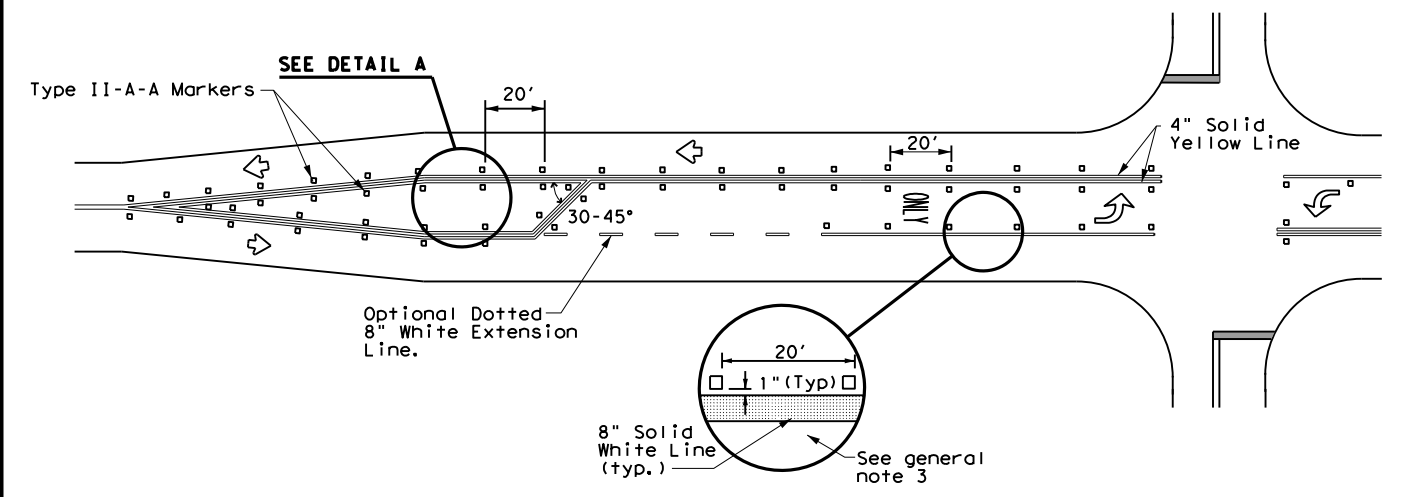 SEE DETAIL A
Type II-A-A Markers
20'
20'
4" Solid
Yellow Line
ONLY
30-45°
Optional Dotted
8" White Extension
Line.
20'
1"(Typ)
8" Solid
White Line
(typ.)
See general
note 3